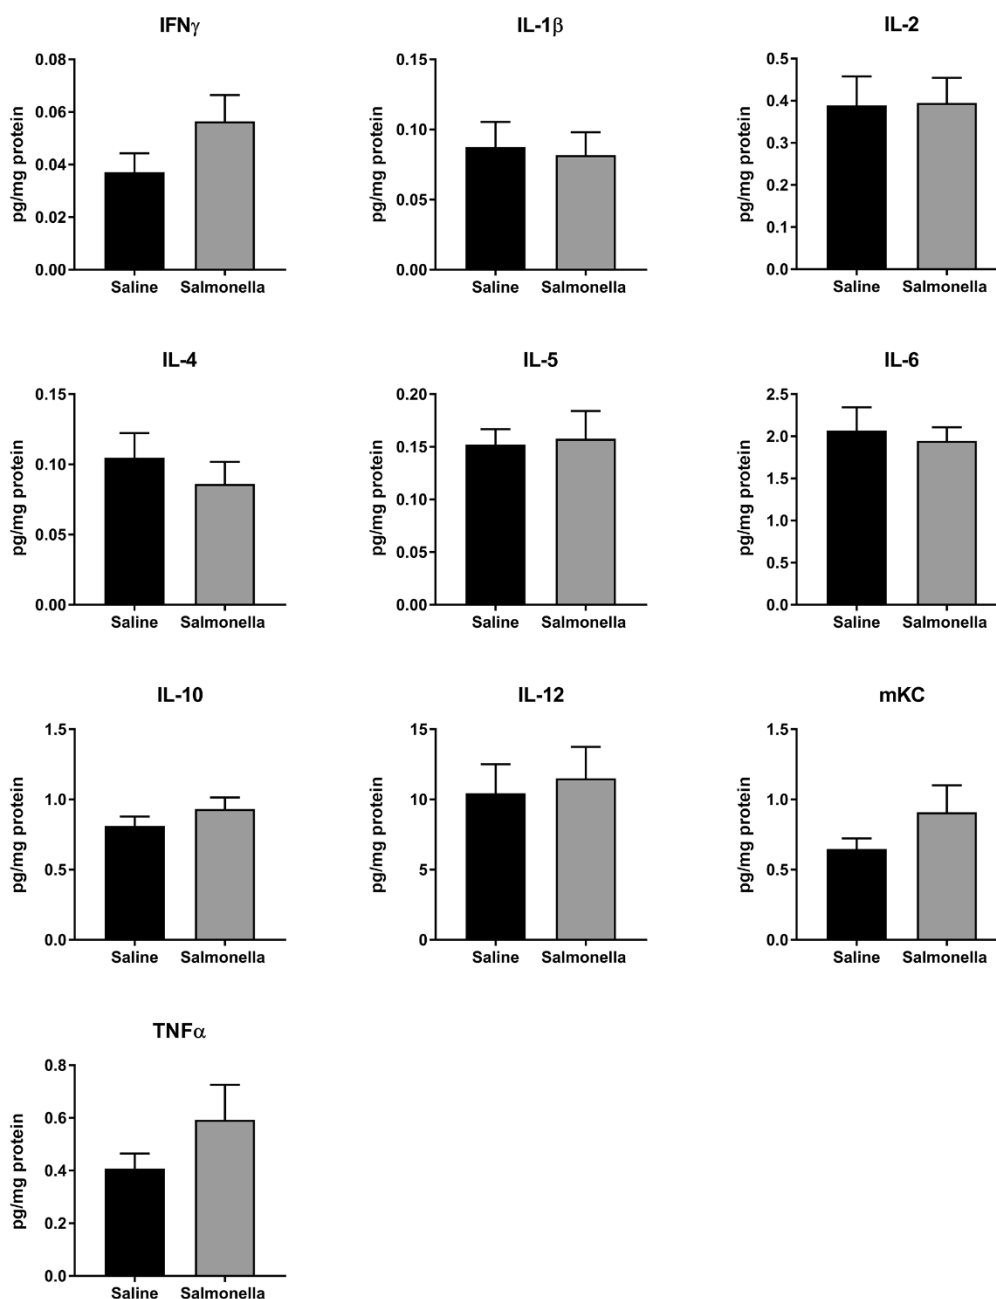 IFNγ
pg/mg protein
0.08
0.06
0.04
0.02
0.00
Saline Salmonella
IL-1β
pg/mg protein
0.15
0.10
0.05
0.00
Saline Salmonella
IL-2
pg/mg protein
0.5
0.4
0.3
0.2
0.1
0.0
Saline Salmonella
IL-4
pg/mg protein
0.15
0.10
0.05
0.00
Saline Salmonella
IL-5
pg/mg protein
0.20
0.15
0.10
0.05
0.00
Saline Salmonella
IL-6
pg/mg protein
2.5
2.0
1.5
1.0
0.5
0.0
Saline Salmonella
IL-10
pg/mg protein
1.5
1.0
0.5
0.0
Saline Salmonella
IL-12
pg/mg protein
15
10
5
0
Saline Salmonella
mKC
pg/mg protein
1.5
1.0
0.5
0.0
Saline Salmonella
TNFα
pg/mg protein
0.8
0.6
0.4
0.2
0.0
Saline Salmonella